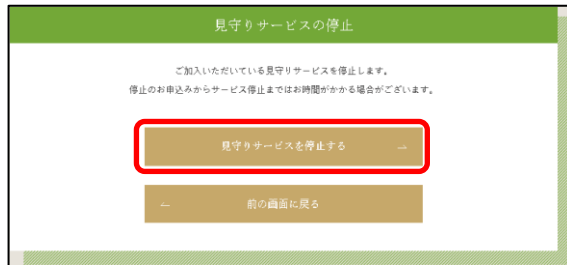 見守りサービスの停止
ご加入いただいている見守りサービスを停止します。
停止のお申込みからサービス停止まではお時間がかかる場合がございます。
見守りサービスを停止する
前の画面に戻る